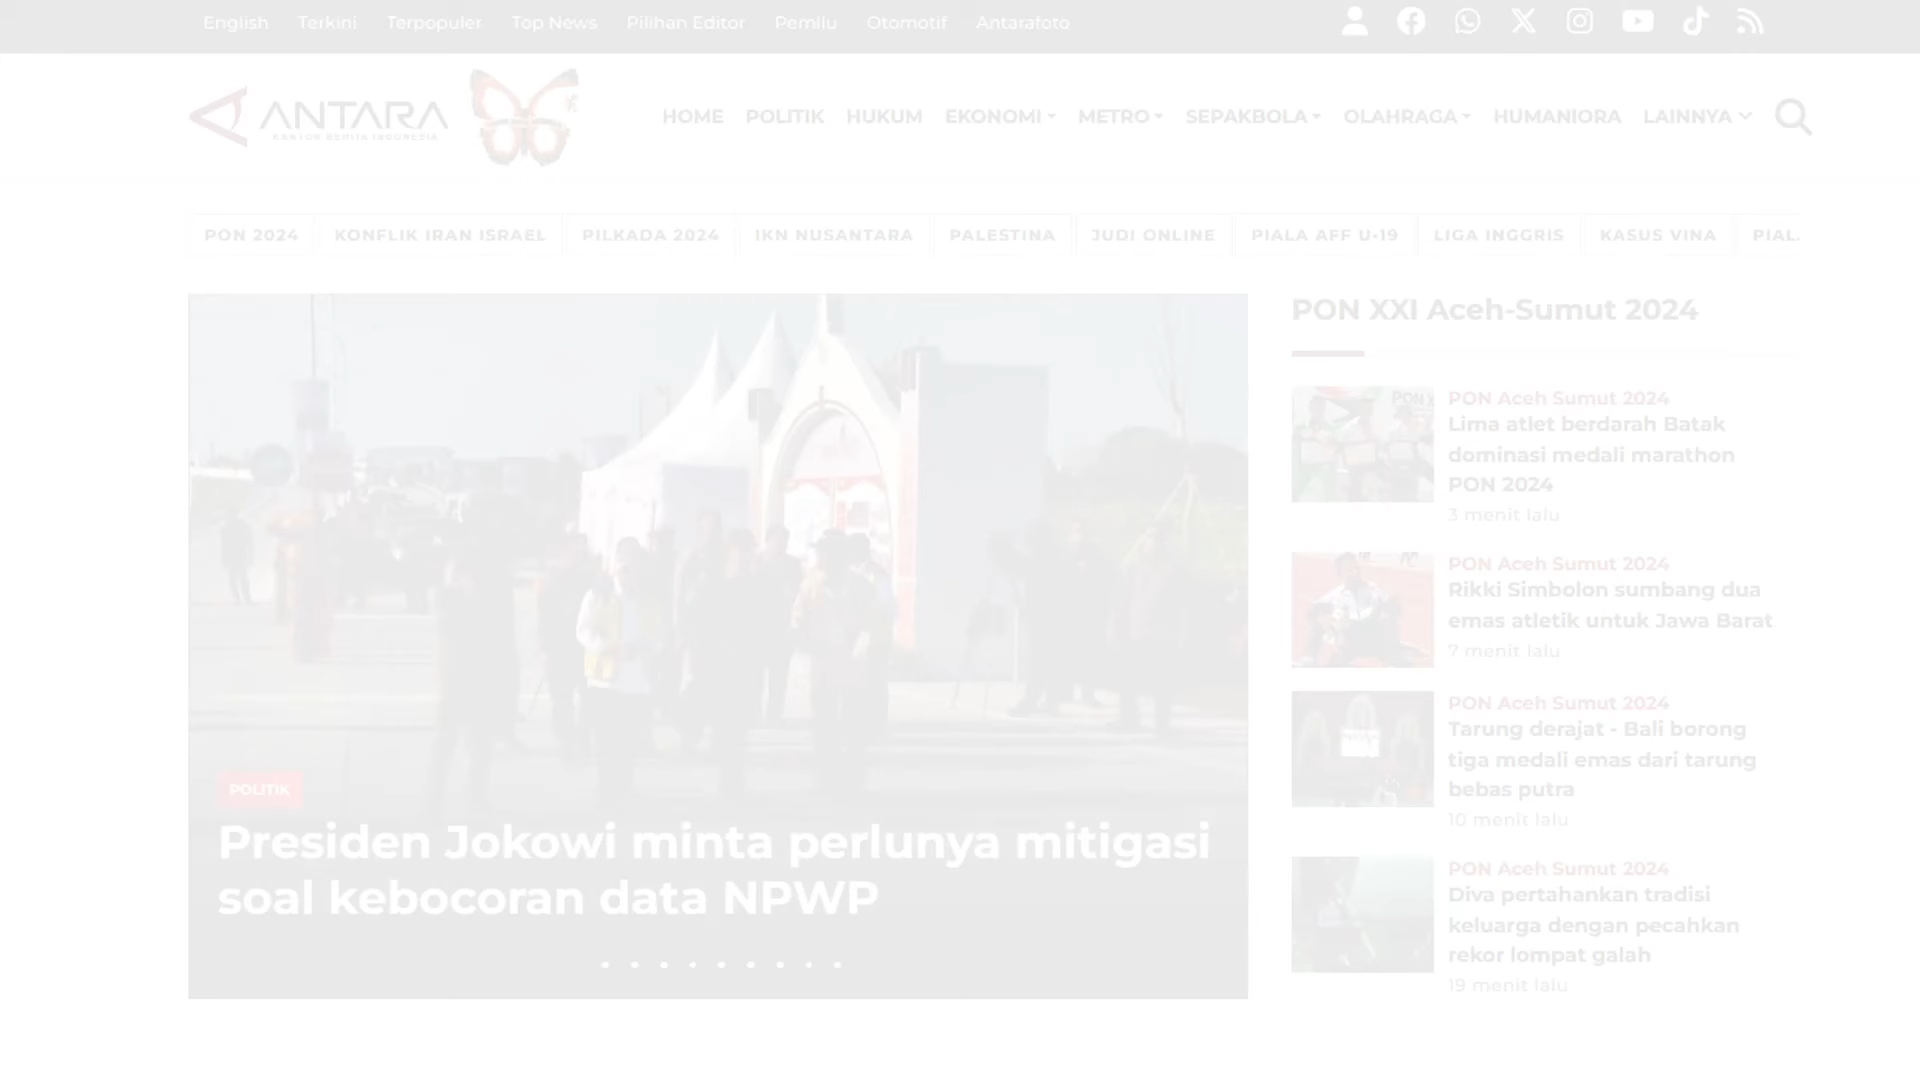 English Terkini Terpopuler Top News Pilihan Editor Pemilu Otomotif Antarafoto
ANTARA
KANTOR BERITA INDONESIA
HOME POLITIK HUKUM EKONOMI METRO SEPAKBOLA OLAHRAGA HUMANIORA LAINNYA
PON 2024 KONFLIK IRAN ISRAEL PILKADA 2024 IKN NUSANTARA PALESTINA JUDI ONLINE PIALA AFF U-19 LIGA INGGRIS KASUS VINA PIAL
POLITIK
Presiden Jokowi minta perlunya mitigasi
soal kebocoran data NPWP
PON XXI Aceh-Sumut 2024
PON
PON Aceh Sumut 2024
Lima atlet berdarah Batak
dominasi medali marathon
PON 2024
3 menit lalu
PON Aceh Sumut 2024
Rikki Simbolon sumbang dua
emas atletik untuk Jawa Barat
7 menit lalu
PON Aceh Sumut 2024
Tarung derajat - Bali borong
tiga medali emas dari tarung
bebas putra
10 menit lalu
PON Aceh Sumut 2024
Diva pertahankan tradisi
keluarga dengan pecahkan
rekor lompat galah
19 menit lalu